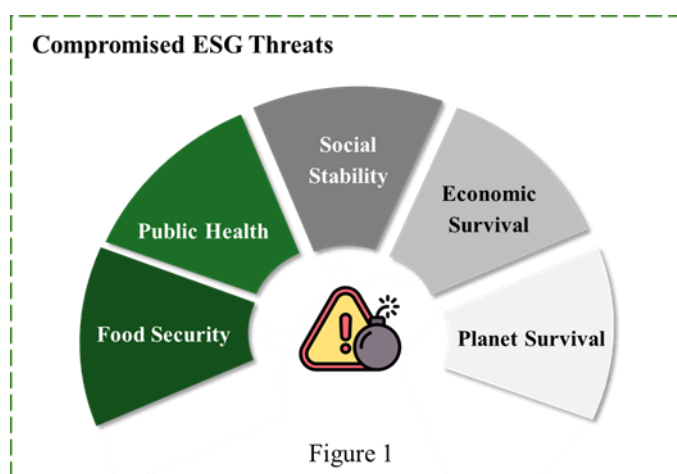 Compromised ESG Threats
Social
Stability
Public Health
Economic
Survival
Food Security
Planet Survival
Figure 1